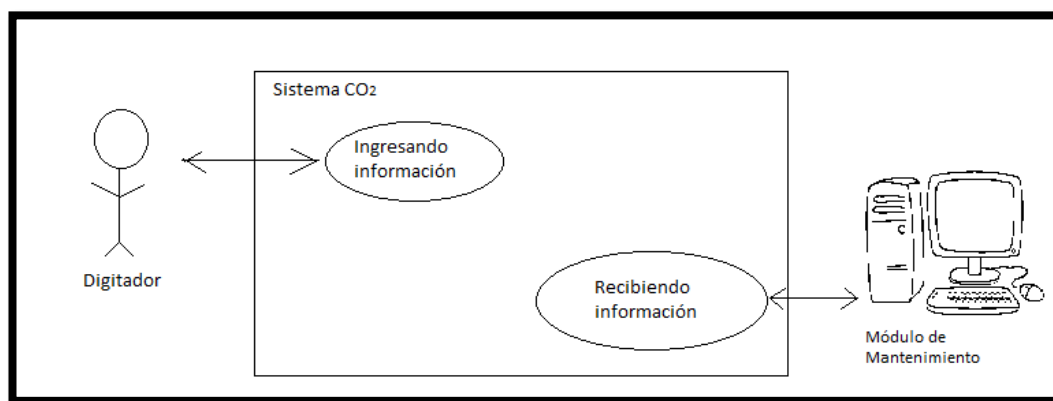 Sistema CO2
Ingresando
información
Digitador
Recibiendo
información
Módulo de
Mantenimiento